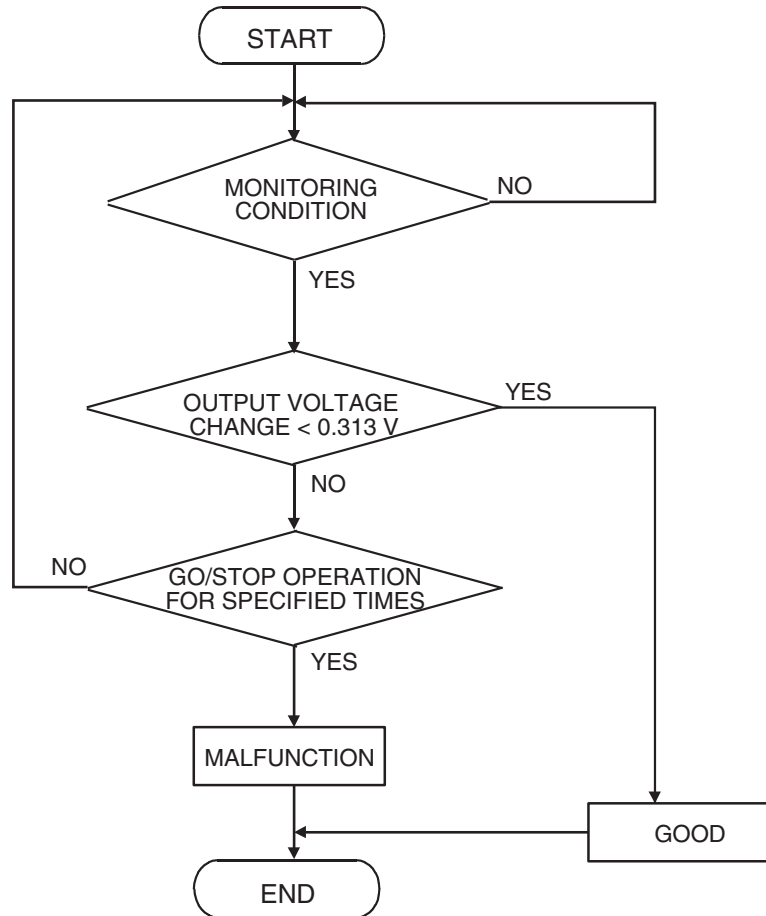 START
MONITORING
CONDITION
NO
YES
OUTPUT VOLTAGE
CHANGE < 0.313 V
YES
NO
NO
GO/STOP OPERATION
FOR SPECIFIED TIMES
YES
MALFUNCTION
GOOD
END